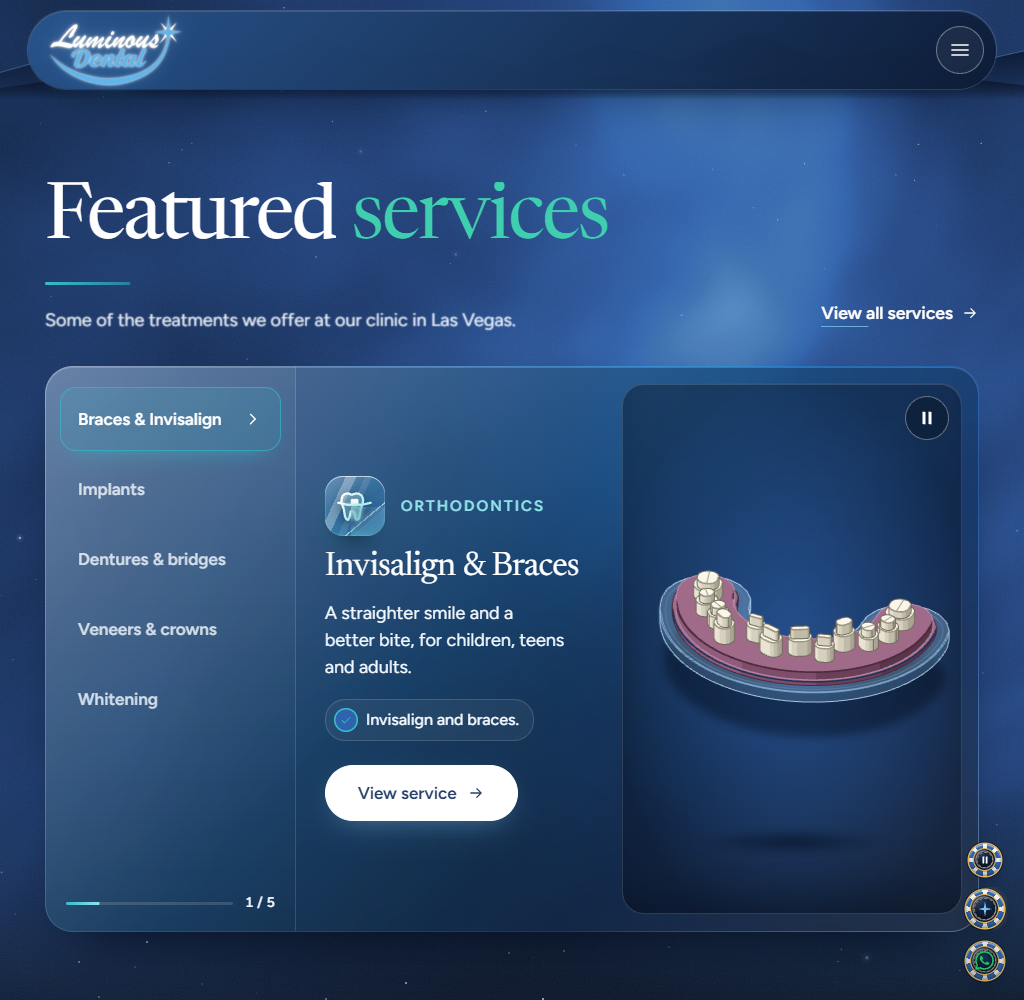 Luminous
Dental
Featured services
Some of the treatments we offer at our clinic in Las Vegas.
View all services
Braces & Invisalign
Implants
Dentures & bridges
Veneers & crowns
Whitening
1 / 5
ORTHODONTICS
Invisalign & Braces
A straighter smile and a
better bite, for children, teens
and adults.
Invisalign and braces.
View service